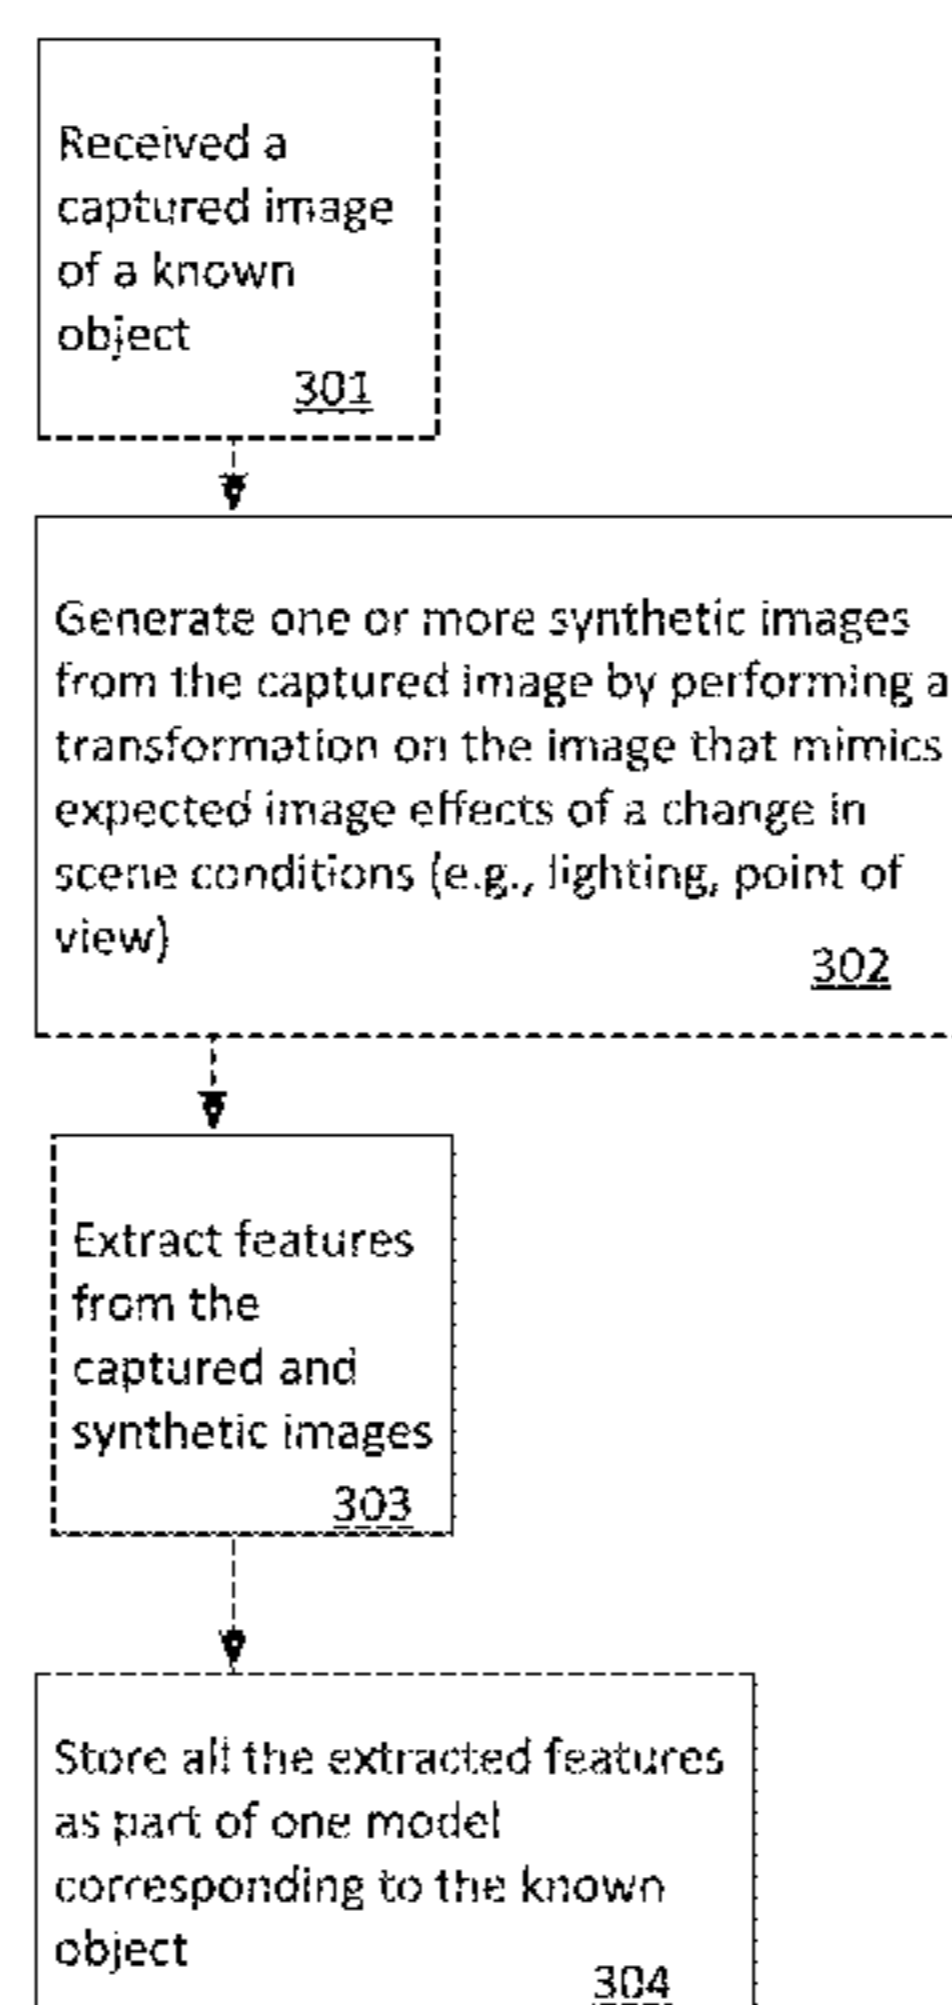 Received a
captured image
of a known
object
301
Generate one or more synthetic images
from the captured image by performing a
transformation on the image that mimics
expected image effects of a change in
scene conditions (e.g., lighting, point of
view)
302
Extract features
from the
captured and
synthetic images
303
Store all the extracted features
as part of one model
corresponding to the known
object
304